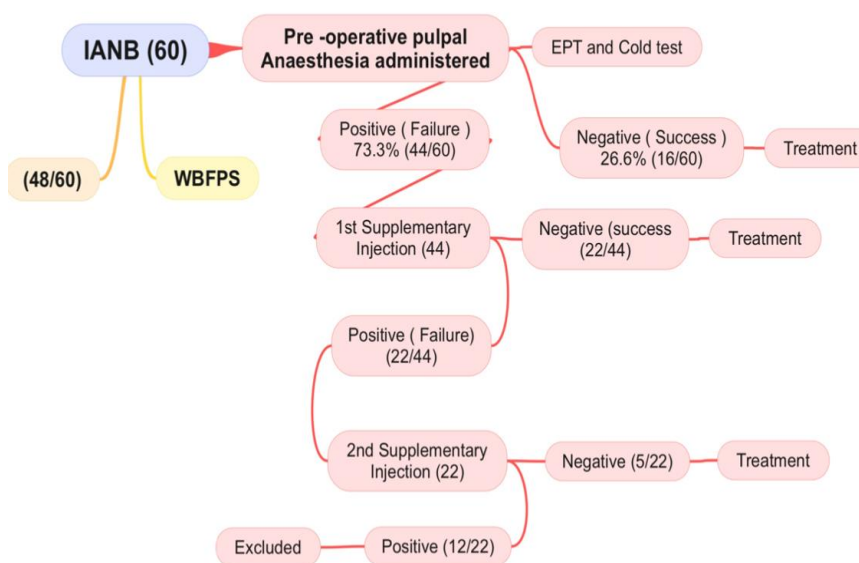 IANB (60)
Pre -operative pulpal
Anaesthesia administered
EPT and Cold test
Positive ( Failure )
73.3% (44/60)
Negative ( Success )
26.6% (16/60)
Treatment
(48/60)
WBFPS
1st Supplementary
Injection (44)
Negative (success
(22/44)
Treatment
Positive ( Failure)
(22/44)
2nd Supplementary
Injection (22)
Negative (5/22)
Treatment
Excluded
Positive (12/22)